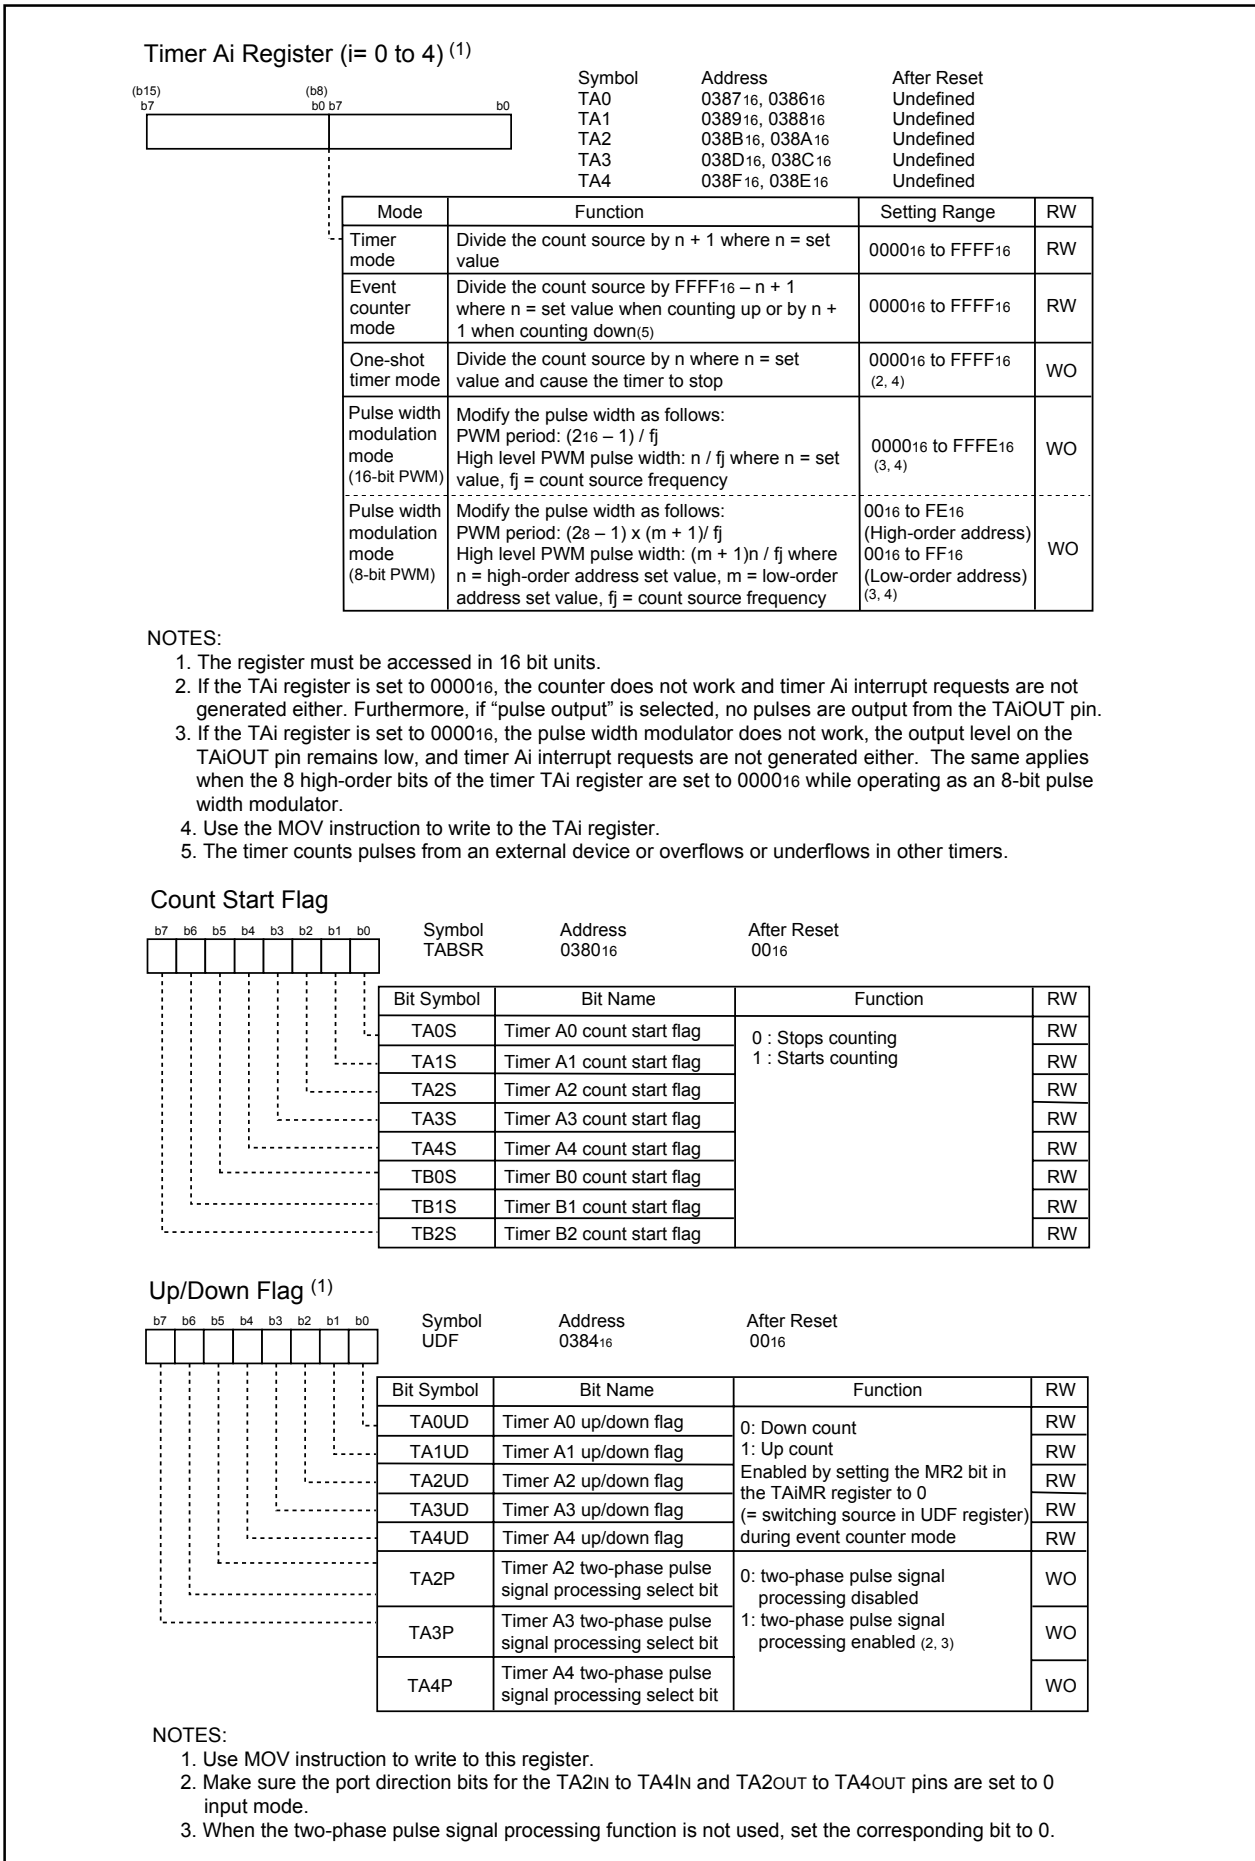 Timer Ai Register (i= 0 to 4) (1)
(b15) (b8)
b7 b0 b7 b0
Symbol Address After Reset
TA0 038716, 038616 Undefined
TA1 038916, 038816 Undefined
TA2 038B16, 038A16 Undefined
TA3 038D16, 038C16 Undefined
TA4 038F16, 038E16 Undefined
Mode Function Setting Range RW
Timer mode
Divide the count source by n + 1 where n = set
value
000016 to FFFF16 RW
Event
counter
mode
Divide the count source by FFFF16 – n + 1
where n = set value when counting up or by n +
1 when counting down(5)
000016 to FFFF16 RW
One-shot
timer mode
Divide the count source by n where n = set
value and cause the timer to stop
000016 to FFFF16
(2, 4)
WO
Pulse width
modulation
mode
(16-bit PWM)
Modify the pulse width as follows:
PWM period: (216 – 1) / fj
High level PWM pulse width: n / fj where n = set
value, fj = count source frequency
000016 to FFFE16
(3, 4)
WO
Pulse width
modulation
mode
(8-bit PWM)
Modify the pulse width as follows:
PWM period: (28 – 1) x (m + 1)/ fj
High level PWM pulse width: (m + 1)n / fj where
n = high-order address set value, m = low-order
address set value, fj = count source frequency
0016 to FE16
(High-order address)
0016 to FF16
(Low-order address)
(3, 4)
WO
NOTES:
1. The register must be accessed in 16 bit units.
2. If the TAi register is set to 000016, the counter does not work and timer Ai interrupt requests are not
generated either. Furthermore, if “pulse output” is selected, no pulses are output from the TAiOUT pin.
3. If the TAi register is set to 000016, the pulse width modulator does not work, the output level on the
TAiOUT pin remains low, and timer Ai interrupt requests are not generated either. The same applies
when the 8 high-order bits of the timer TAi register are set to 000016 while operating as an 8-bit pulse
width modulator.
4. Use the MOV instruction to write to the TAi register.
5. The timer counts pulses from an external device or overflows or underflows in other timers.
Count Start Flag
b7 b6 b5 b4 b3 b2 b1 b0
Symbol Address After Reset
TABSR 038016 0016
Bit Symbol Bit Name Function RW
TA0S Timer A0 count start flag RW
0 : Stops counting
1 : Starts counting
TA1S Timer A1 count start flag RW
TA2S Timer A2 count start flag RW
TA3S Timer A3 count start flag RW
TA4S Timer A4 count start flag RW
TB0S Timer B0 count start flag RW
TB1S Timer B1 count start flag RW
TB2S Timer B2 count start flag RW
Up/Down Flag (1)
b7 b6 b5 b4 b3 b2 b1 b0
Symbol Address After Reset
UDF 038416 0016
Bit Symbol Bit Name Function RW
TA0UD Timer A0 up/down flag RW
TA1UD Timer A1 up/down flag RW
TA2UD Timer A2 up/down flag RW
TA3UD Timer A3 up/down flag RW
TA4UD Timer A4 up/down flag RW
0: Down count
1: Up count
Enabled by setting the MR2 bit in
the TAiMR register to 0
(= switching source in UDF register)
during event counter mode
TA2P
Timer A2 two-phase pulse
signal processing select bit
WO
TA3P
Timer A3 two-phase pulse
signal processing select bit
WO
TA4P
Timer A4 two-phase pulse
signal processing select bit
WO
0: two-phase pulse signal
processing disabled
1: two-phase pulse signal
processing enabled (2, 3)
NOTES:
1. Use MOV instruction to write to this register.
2. Make sure the port direction bits for the TA2IN to TA4IN and TA2OUT to TA4OUT pins are set to 0
input mode.
3. When the two-phase pulse signal processing function is not used, set the corresponding bit to 0.